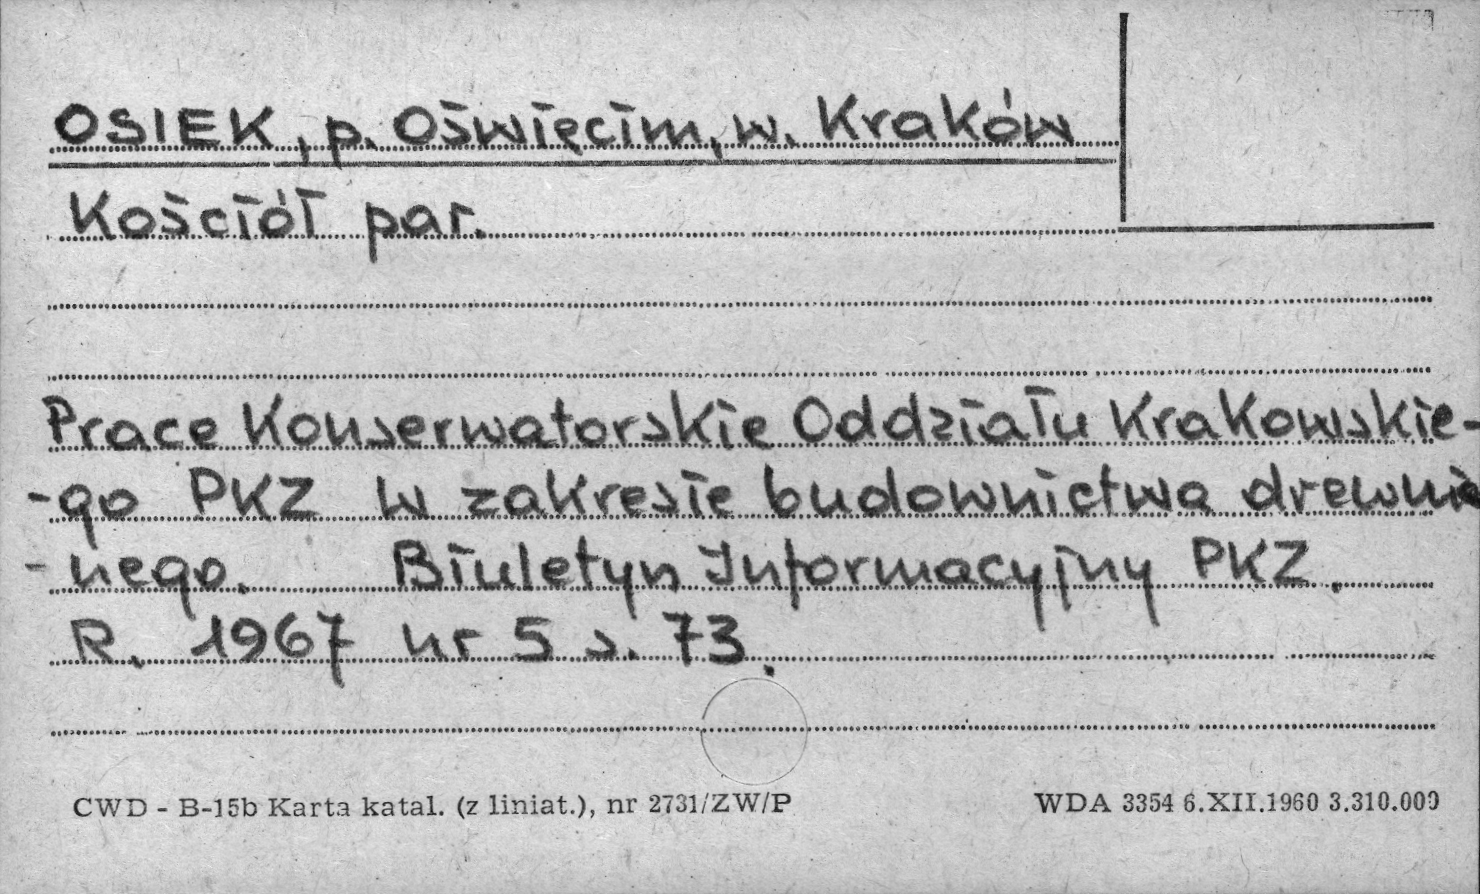 OSIEK, p. Oświęcim, w. Kraków
Kościół par.
Prace Konserwatorskie Oddziału Krakowskie-
-go PKZ w zakresie budownictwa drewnia
-nego. Biuletyn Informacyjny PKZ.
R. 1967 nr 5 s. 73.
CWD - B-15b Karta katal. (z liniat.), nr 2731/ZW/P
WDA 3354 6.XII.1960 3.310.000